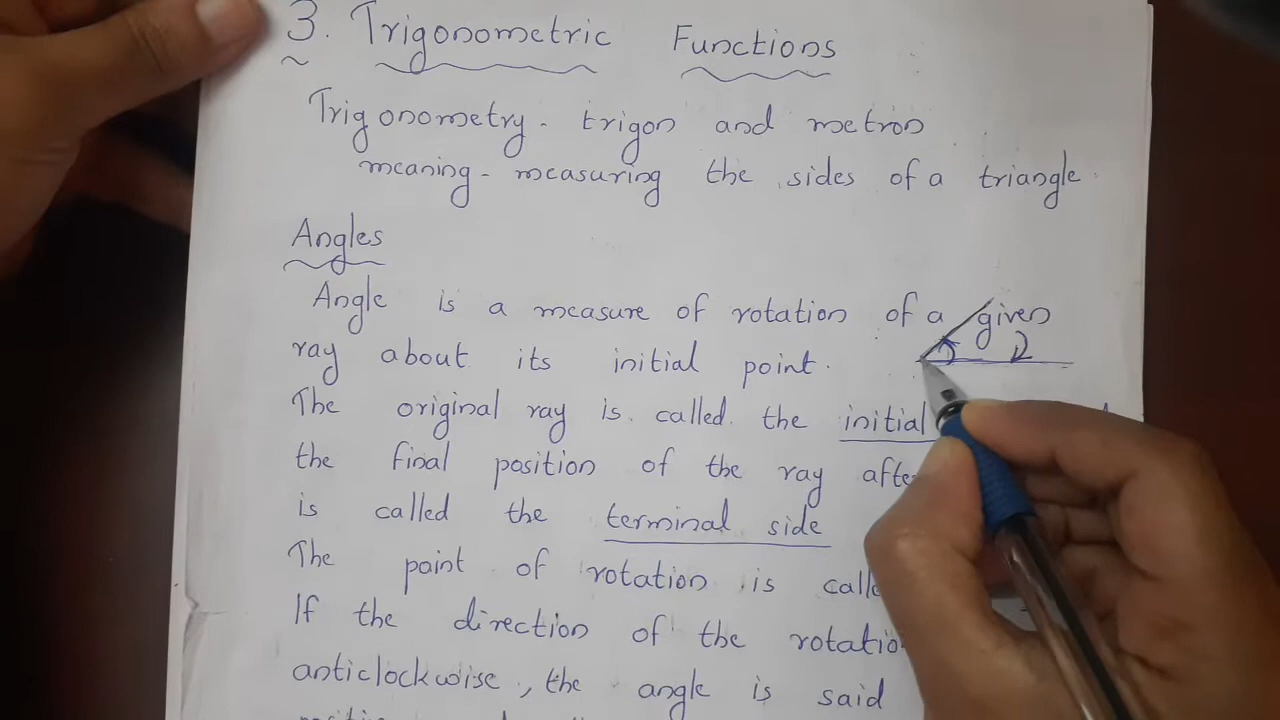 3. Trigonometric Functions
Trigonometry - trigon and metron
meaning - measuring the sides of a triangle.
Angles
Angle is a measure of rotation of a given
ray about its initial point.
The original ray is called the initial
the final position of the ray
is called the terminal side
The point of rotation is
If the direction of the
anticlockwise, the angle is said